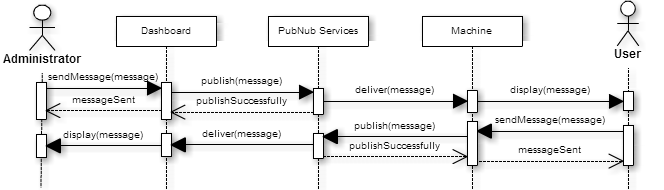 Dashboard
PubNub Services
Machine
Administrator
User
sendMessage(message)
publish(message)
deliver(message)
display(message)
messageSent
publishSuccessfully
display(message)
deliver(message)
publish(message)
sendMessage(message)
publishSuccessfully
messageSent